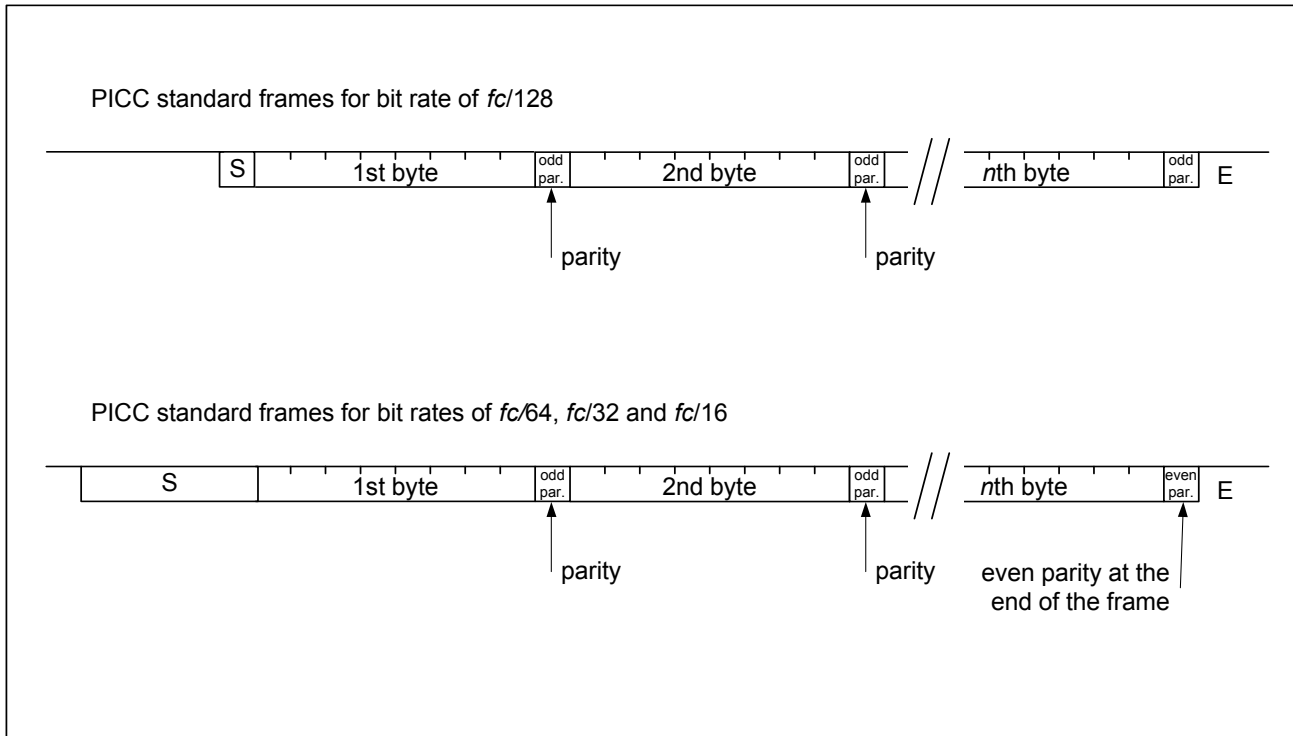 PICC standard frames for bit rate of fc/128
S 1st byte odd par. 2nd byte odd par. nth byte odd par. E
parity parity
PICC standard frames for bit rates of fc/64, fc/32 and fc/16
S 1st byte odd par. 2nd byte odd par. nth byte even par. E
parity parity even parity at the
end of the frame